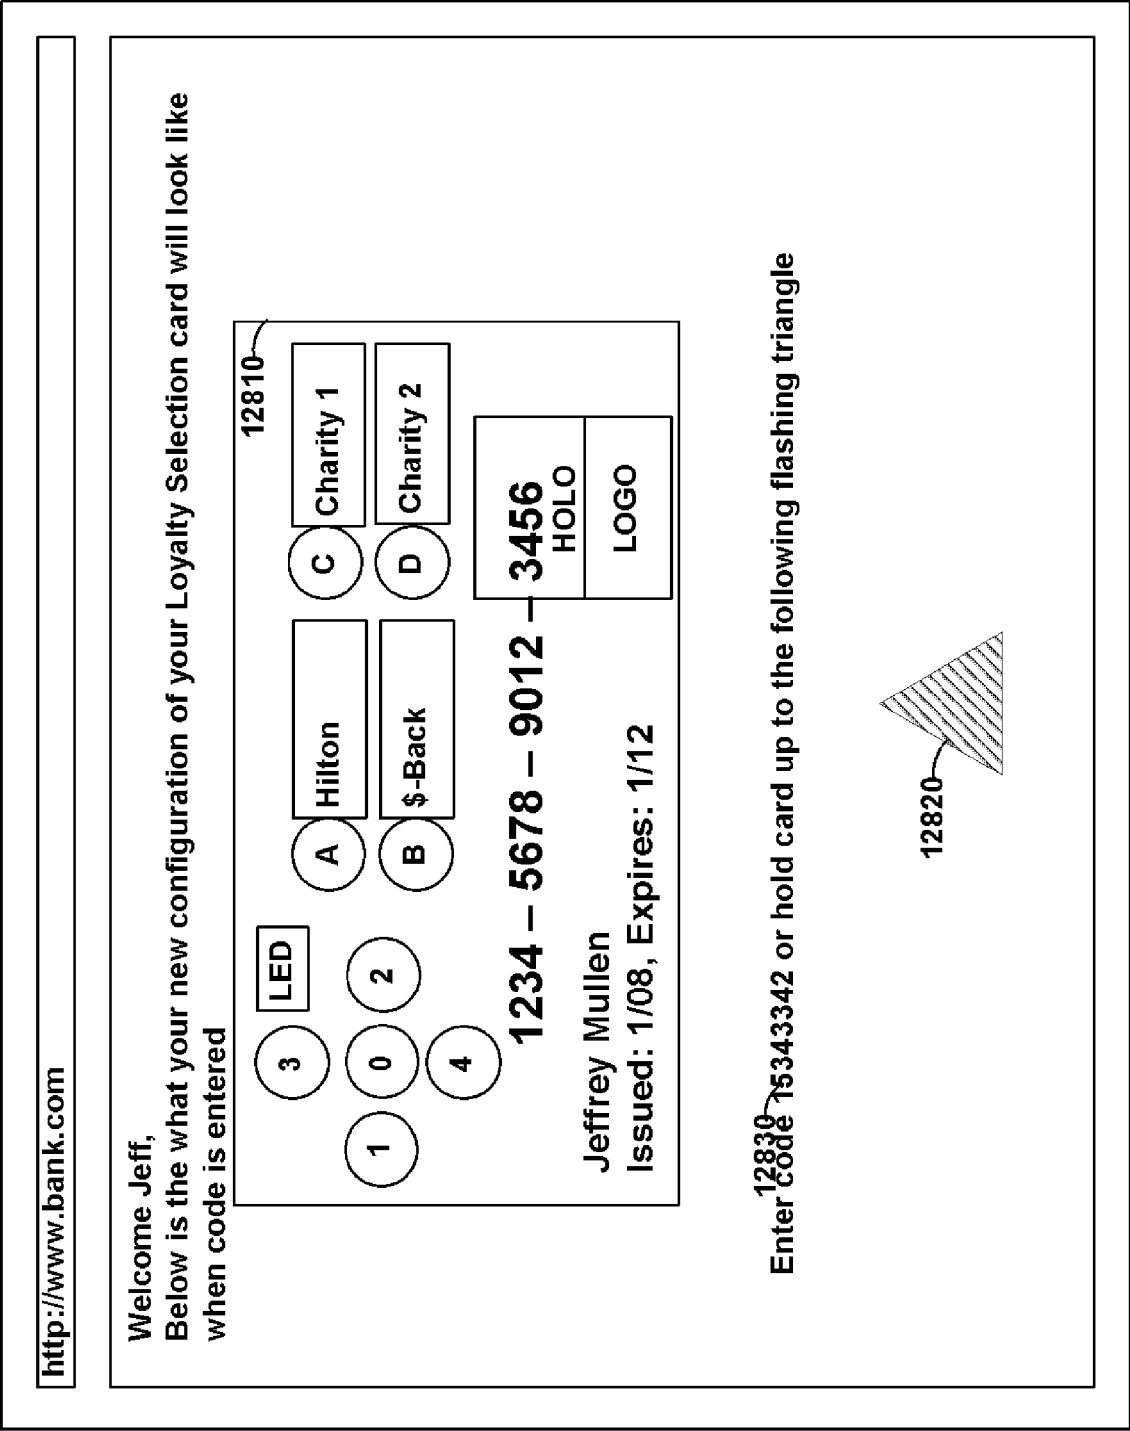 http://www.bank.com
Welcome Jeff,
Below is the what your new configuration of your Loyalty Selection card will look like
when code is entered
12810
3
LED
A
Hilton
C
Charity 1
1
0
2
B
$-Back
D
Charity 2
4
1234 – 5678 – 9012 – 3456
HOLO
Jeffrey Mullen
LOGO
Issued: 1/08, Expires: 1/12
12830
Enter code 15343342 or hold card up to the following flashing triangle
12820